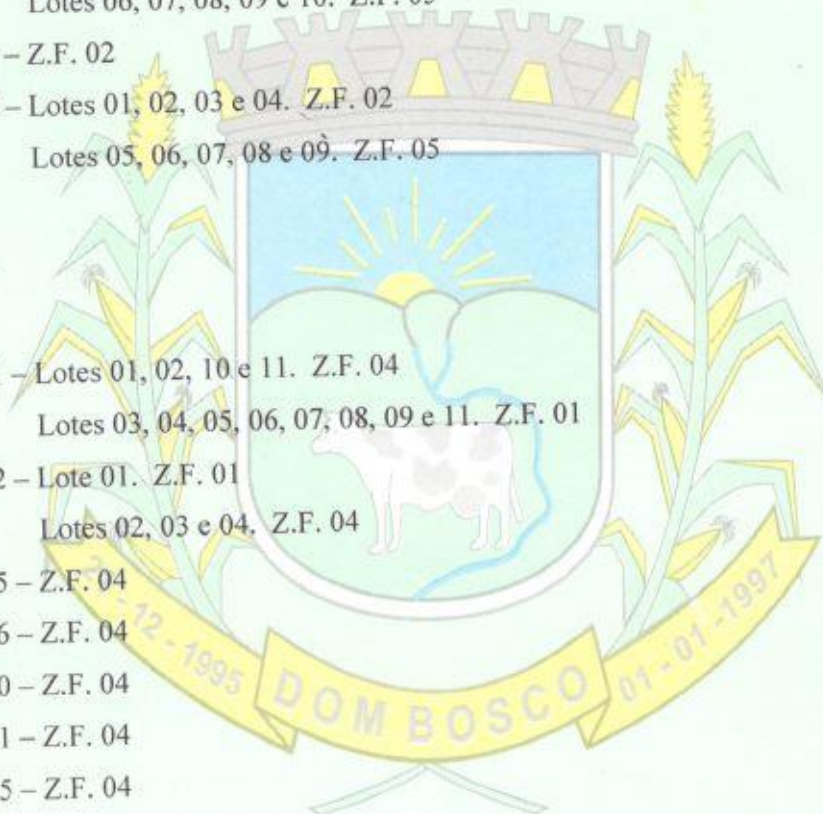 Lotes 06, 07, 08, 09 e 10. Z.F. 05
– Z.F. 02
– Lotes 01, 02, 03 e 04. Z.F. 02
Lotes 05, 06, 07, 08 e 09. Z.F. 05
– Lotes 01, 02, 10 e 11. Z.F. 04
Lotes 03, 04, 05, 06, 07, 08, 09 e 11. Z.F. 01
2 – Lote 01. Z.F. 01
Lotes 02, 03 e 04. Z.F. 04
5 – Z.F. 04
6 – Z.F. 04
0 – Z.F. 04
1 – Z.F. 04
5 – Z.F. 04
-12-1995
DOM BOSCO
01-01-1997